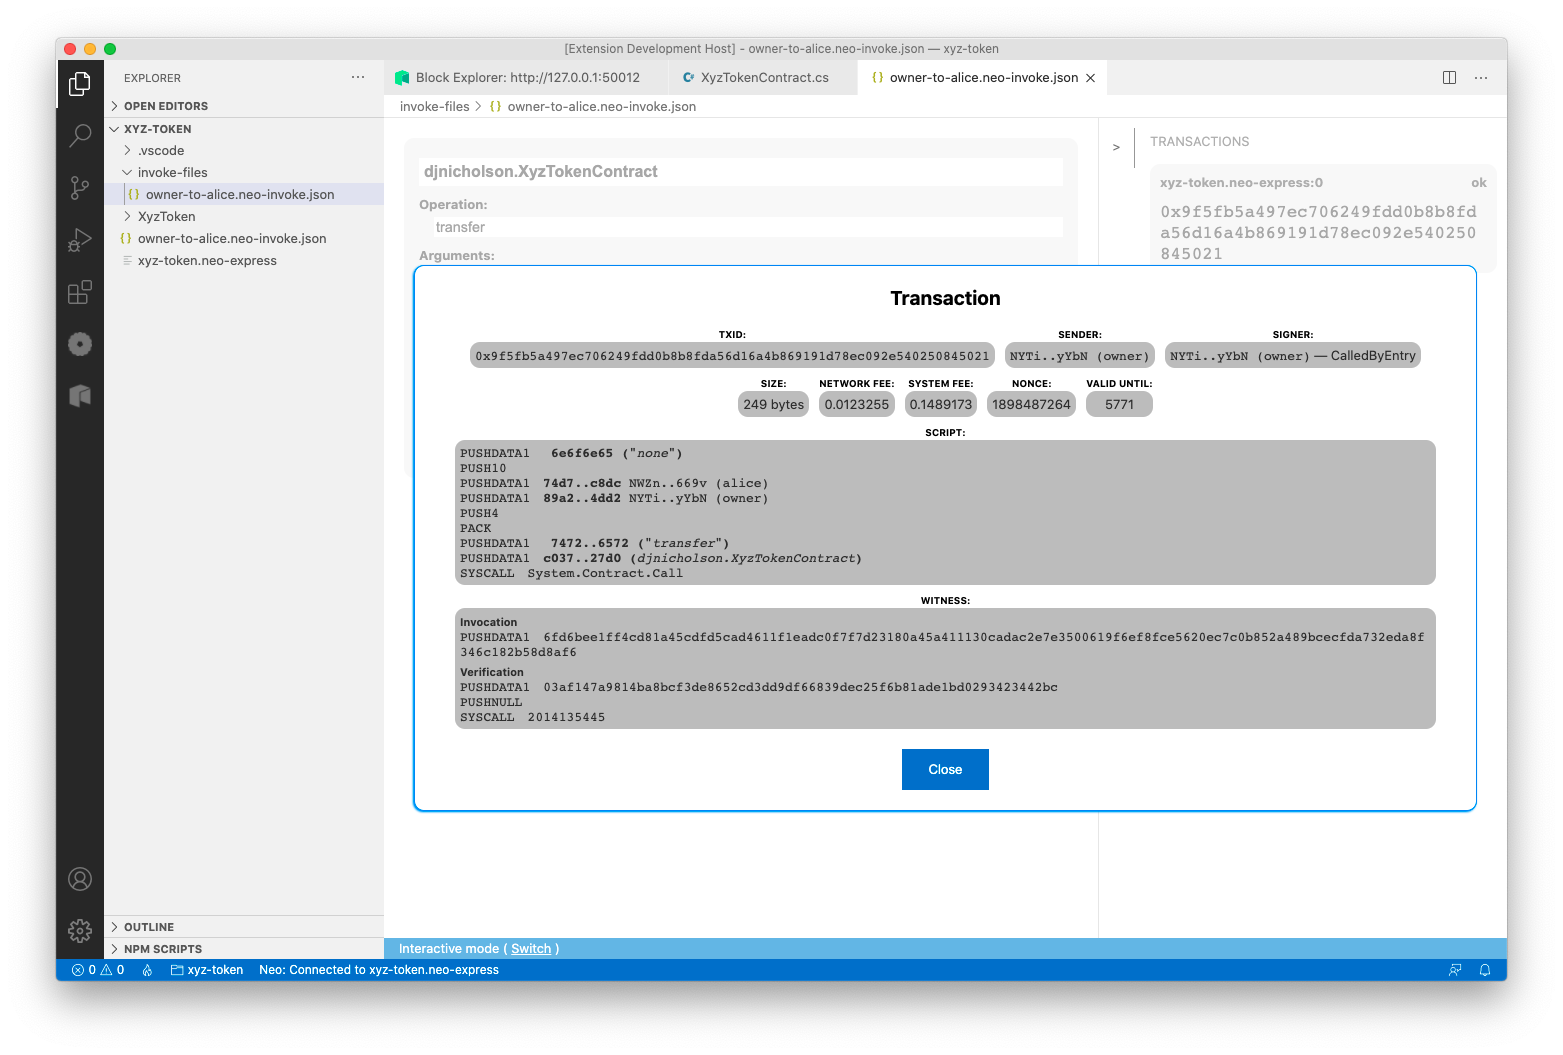 [Extension Development Host] - owner-to-alice.neo-invoke.json — xyz-token
EXPLORER
OPEN EDITORS
XYZ-TOKEN
.vscode
invoke-files
owner-to-alice.neo-invoke.json
XyzToken
owner-to-alice.neo-invoke.json
xyz-token.neo-express
OUTLINE
NPM SCRIPTS
Block Explorer: http://127.0.0.1:50012
XyzTokenContract.cs
owner-to-alice.neo-invoke.json
invoke-files > {} owner-to-alice.neo-invoke.json
djnicholson.XyzTokenContract
Operation:
transfer
Arguments:
>
TRANSACTIONS
xyz-token.neo-express:0 ok
0x9f5fb5a497ec706249fdd0b8b8fd
a56d16a4b869191d78ec092e540250
845021
Transaction
TXID: SENDER: SIGNER:
0x9f5fb5a497ec706249fdd0b8b8fda56d16a4b869191d78ec092e540250845021 NYTi..yYbN (owner) NYTi..yYbN (owner) — CalledByEntry
SIZE: NETWORK FEE: SYSTEM FEE: NONCE: VALID UNTIL:
249 bytes 0.0123255 0.1489173 1898487264 5771
SCRIPT:
PUSHDATA1 6e6f6e65 ("none")
PUSH10
PUSHDATA1 74d7..c8dc NWZn..669v (alice)
PUSHDATA1 89a2..4dd2 NYTi..yYbN (owner)
PUSH4
PACK
PUSHDATA1 7472..6572 ("transfer")
PUSHDATA1 c037..27d0 (djnicholson.XyzTokenContract)
SYSCALL System.Contract.Call
WITNESS:
Invocation
PUSHDATA1 6fd6bee1ff4cd81a45cdfd5cad4611f1eadc0f7f7d23180a45a411130cadac2e7e3500619f6ef8fce5620ec7c0b852a489bcecfda732eda8f
346c182b58d8af6
Verification
PUSHDATA1 03af147a9814ba8bcf3de8652cd3dd9df66839dec25f6b81ade1bd0293423442bc
PUSHNULL
SYSCALL 2014135445
Close
Interactive mode ( Switch )
0 0 xyz-token Neo: Connected to xyz-token.neo-express